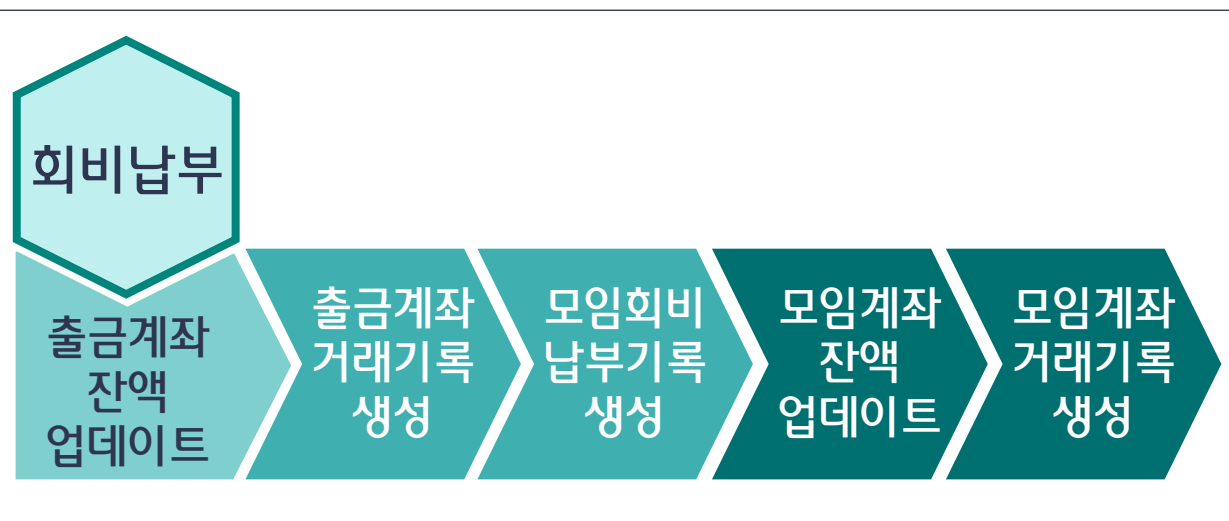 회비납부
출금계좌
잔액
업데이트
출금계좌
거래기록
생성
모임회비
납부기록
생성
모임계좌
잔액
업데이트
모임계좌
거래기록
생성